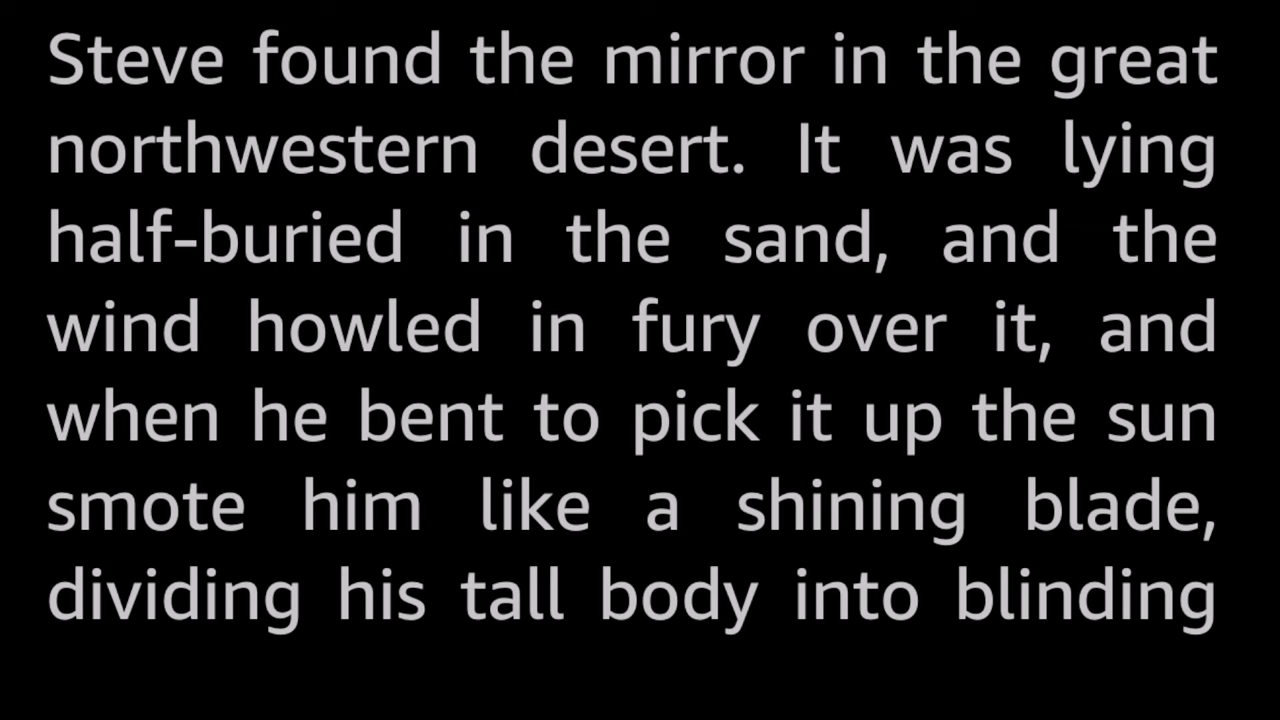 Steve found the mirror in the great
northwestern desert. It was lying
half-buried in the sand, and the
wind howled in fury over it, and
when he bent to pick it up the sun
smote him like a shining blade,
dividing his tall body into blinding